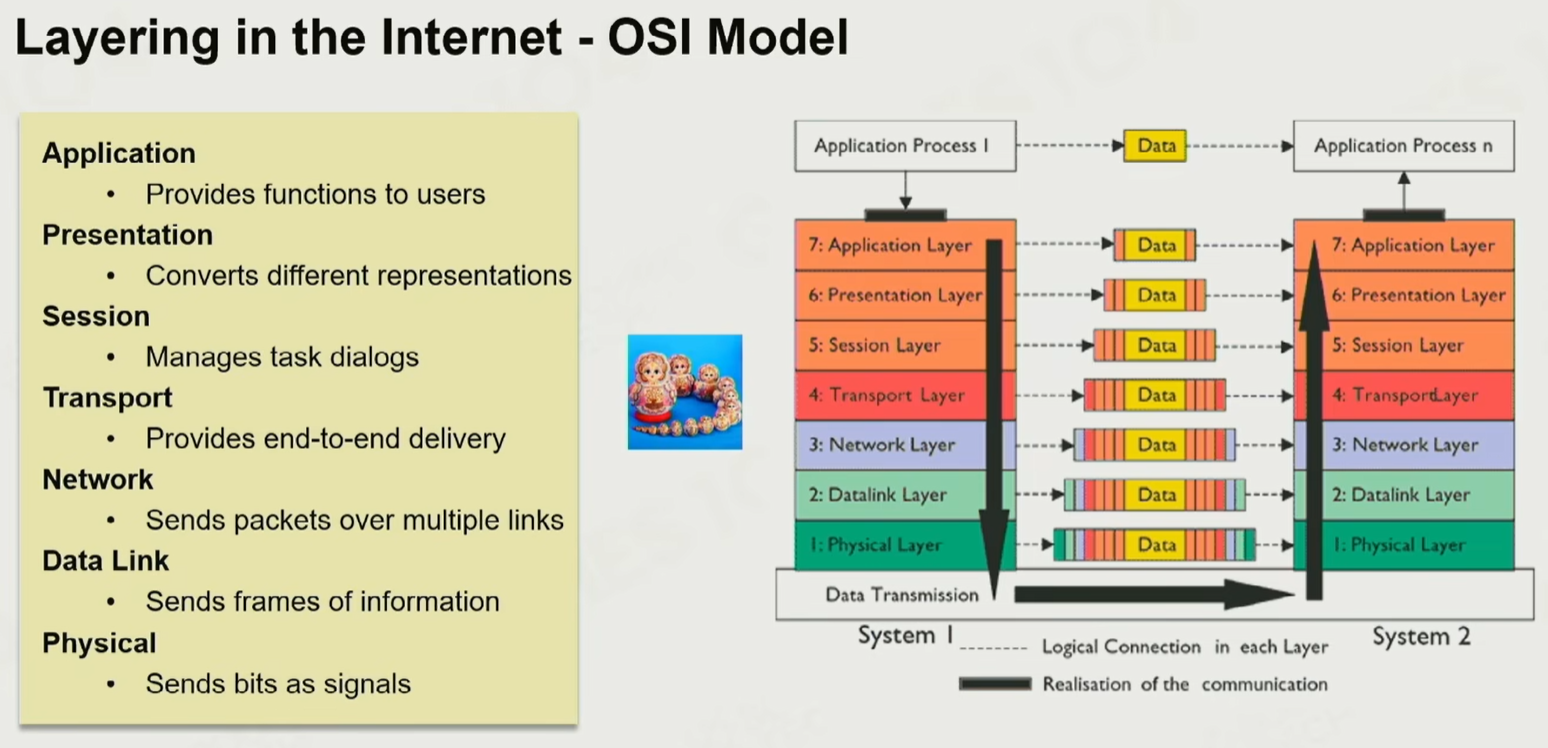 Layering in the Internet - OSI Model
Application
• Provides functions to users
Presentation
• Converts different representations
Session
• Manages task dialogs
Transport
• Provides end-to-end delivery
Network
• Sends packets over multiple links
Data Link
• Sends frames of information
Physical
• Sends bits as signals
Application Process 1
Data
Application Process n
7: Application Layer
Data
7: Application Layer
6: Presentation Layer
Data
6: Presentation Layer
5: Session Layer
Data
5: Session Layer
4: Transport Layer
Data
4: TransportLayer
3: Network Layer
Data
3: Network Layer
2: Datalink Layer
Data
2: Datalink Layer
1: Physical Layer
Data
1: Physical Layer
Data Transmission
System 1
System 2
Logical Connection in each Layer
Realisation of the communication